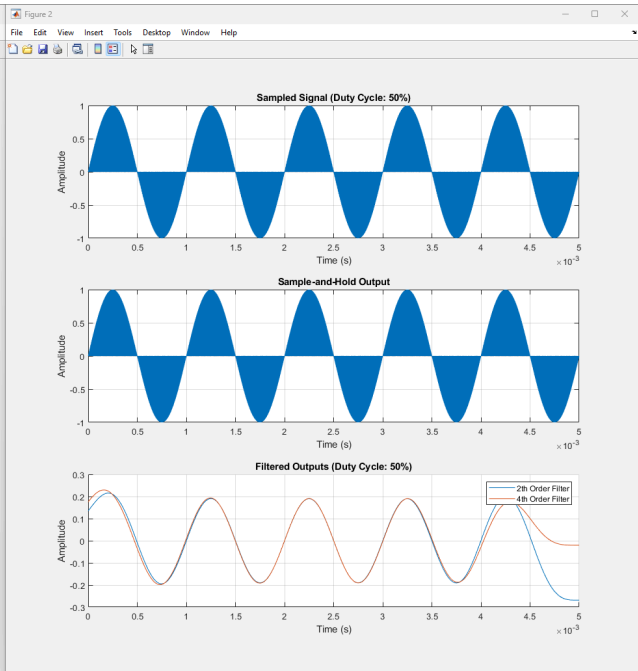 Figure 2
File Edit View Insert Tools Desktop Window Help
Sampled Signal (Duty Cycle: 50%)
1
0.5
0
-0.5
-1
Amplitude
0 0.5 1 1.5 2 2.5 3 3.5 4 4.5 5
Time (s)
×10⁻³
Sample-and-Hold Output
1
0.5
0
-0.5
-1
Amplitude
0 0.5 1 1.5 2 2.5 3 3.5 4 4.5 5
Time (s)
×10⁻³
Filtered Outputs (Duty Cycle: 50%)
0.3
0.2
0.1
0
-0.1
-0.2
-0.3
Amplitude
2th Order Filter
4th Order Filter
0 0.5 1 1.5 2 2.5 3 3.5 4 4.5 5
Time (s)
×10⁻³